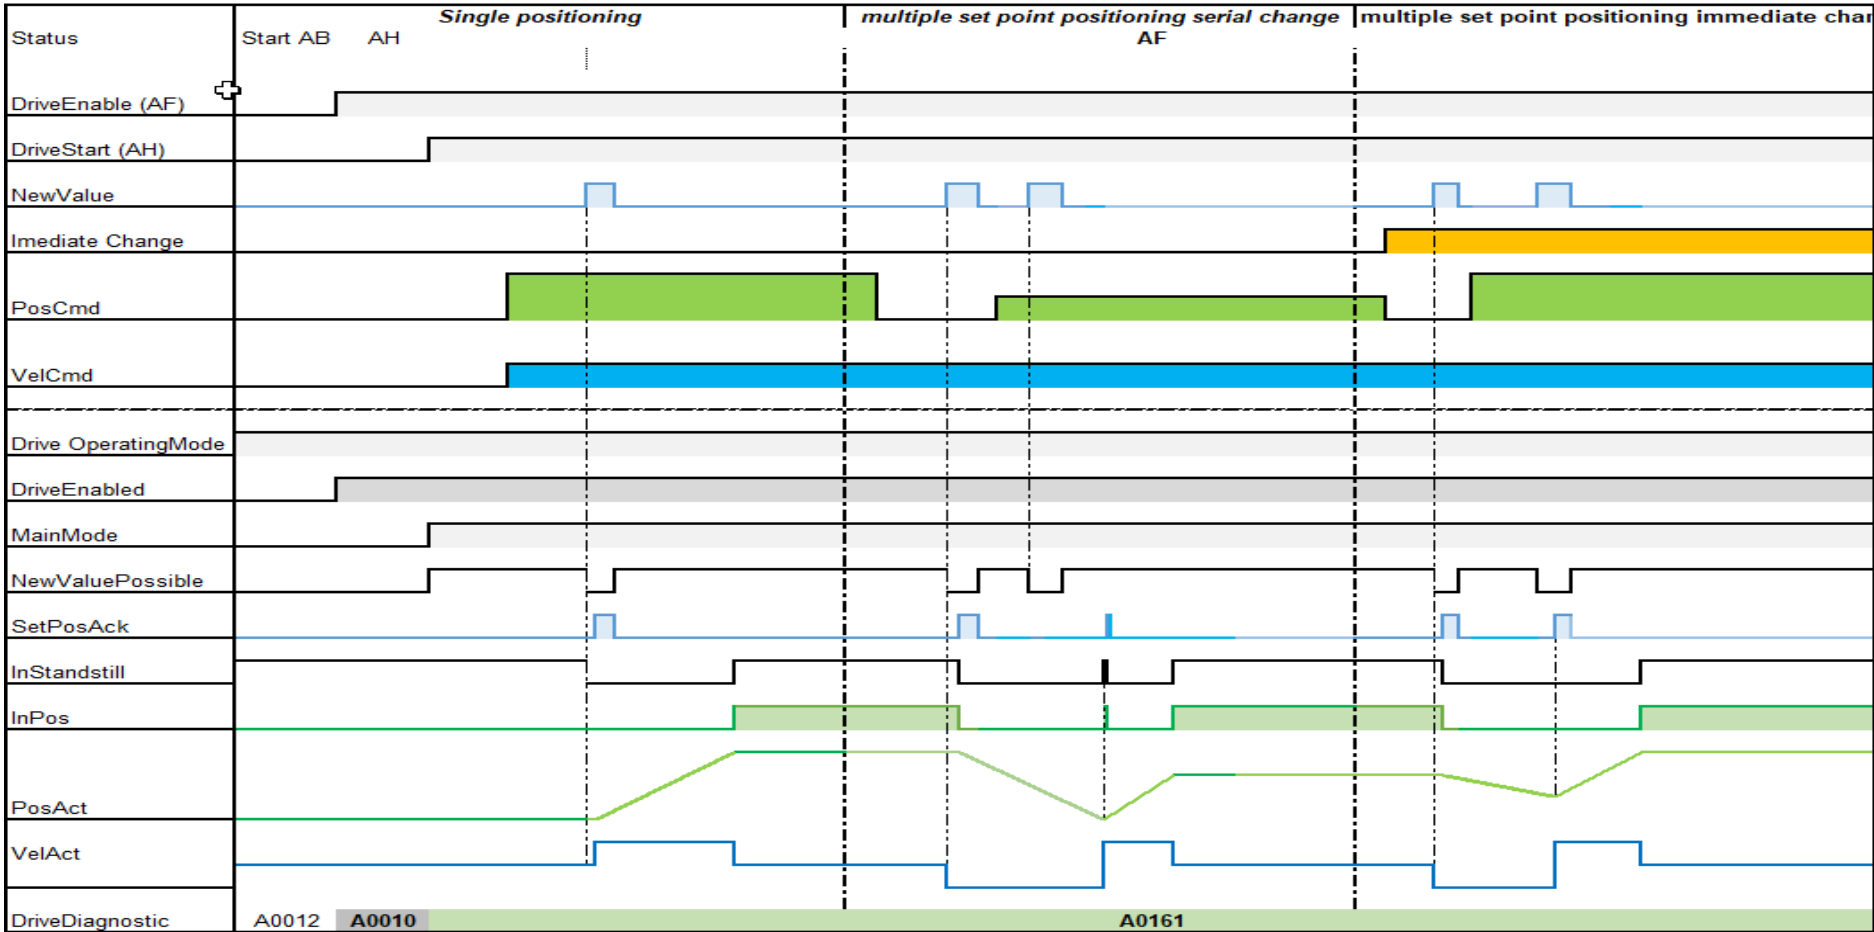 Single positioning
multiple set point positioning serial change
multiple set point positioning immediate char
Status
Start AB
AH
AF
DriveEnable (AF)
DriveStart (AH)
NewValue
Imediate Change
PosCmd
VelCmd
Drive OperatingMode
DriveEnabled
MainMode
NewValuePossible
SetPosAck
InStandstill
InPos
PosAct
VelAct
DriveDiagnostic
A0012
A0010
A0161